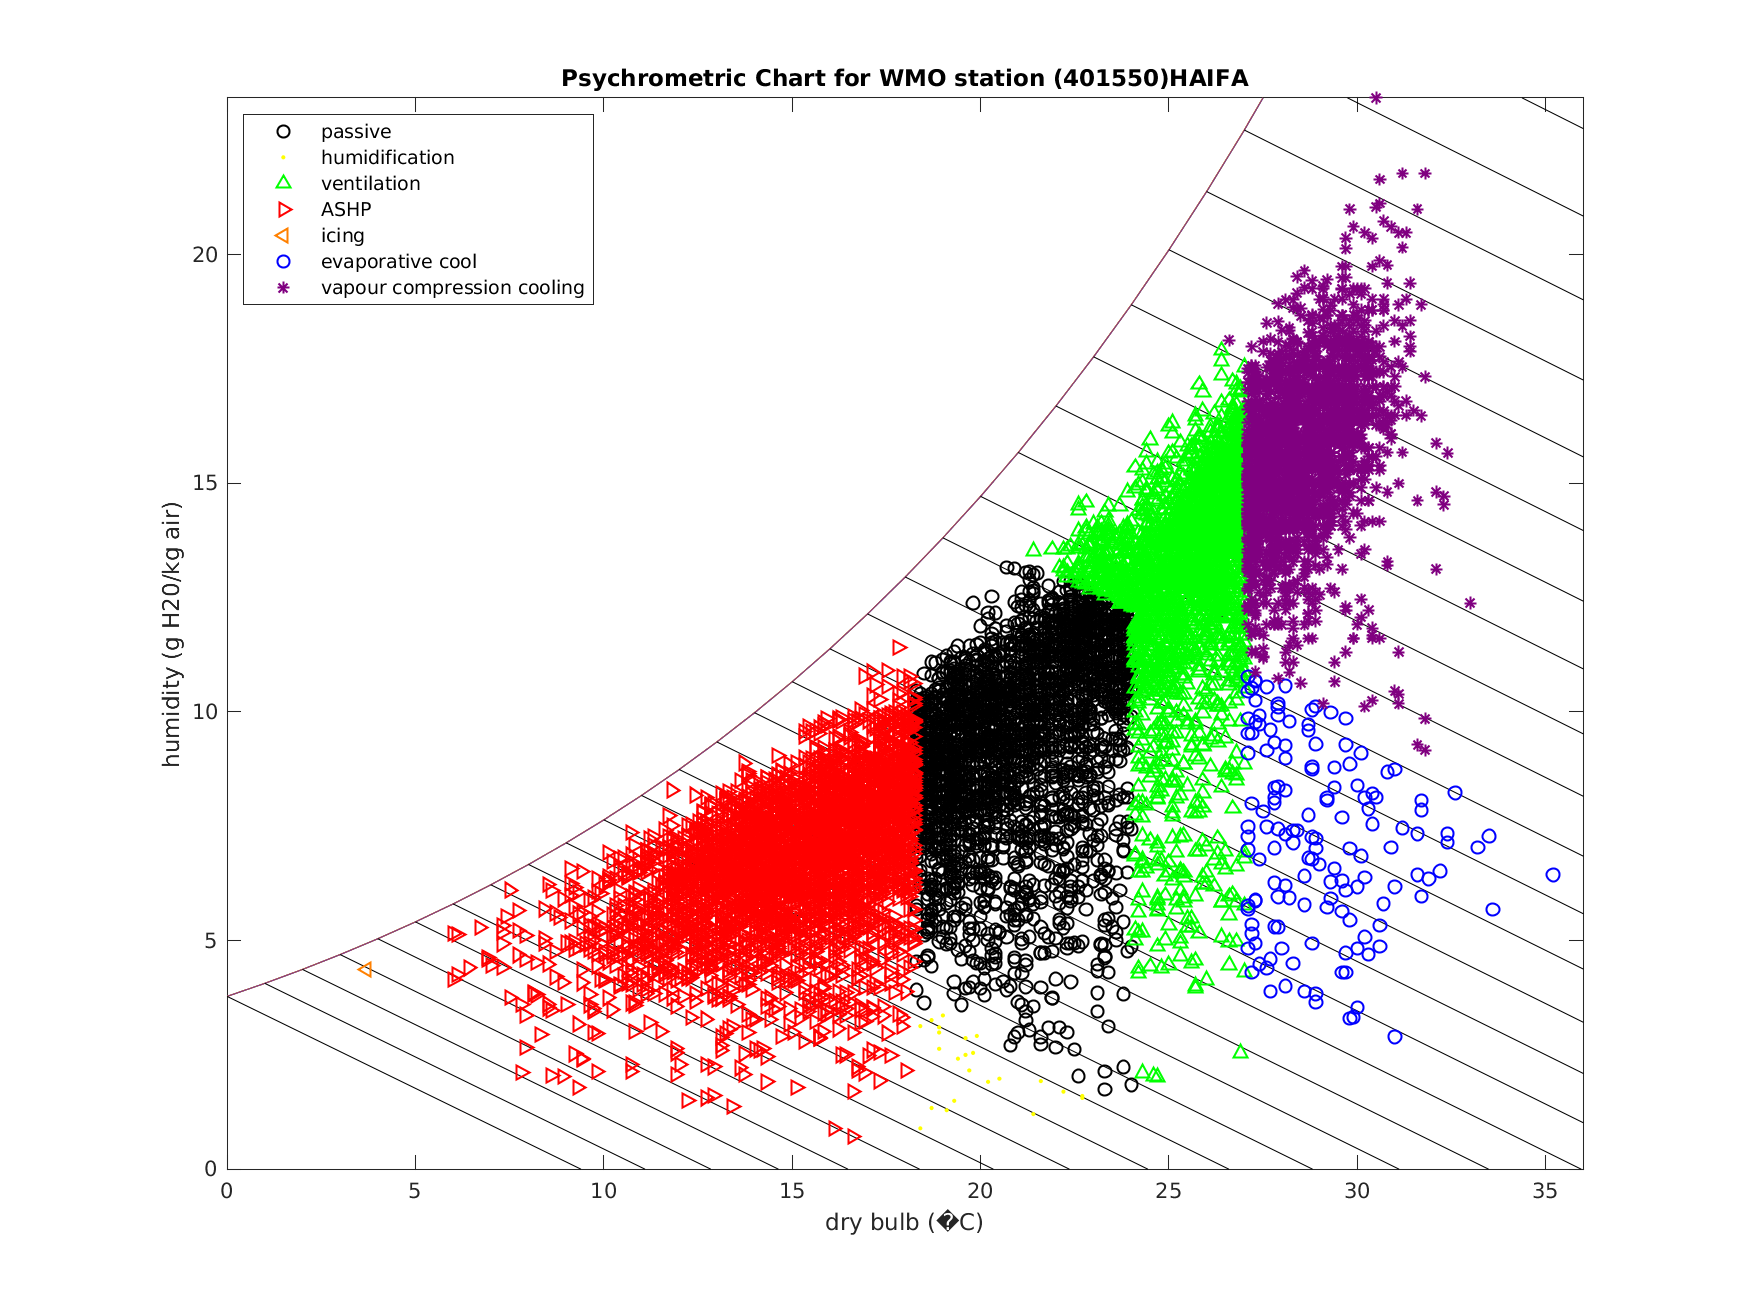 Psychrometric Chart for WMO station (401550)HAIFA
passive
humidification
ventilation
ASHP
icing
evaporative cool
vapour compression cooling
humidity (g H20/kg air)
20
15
10
5
0
0 5 10 15 20 25 30 35
dry bulb (�C)